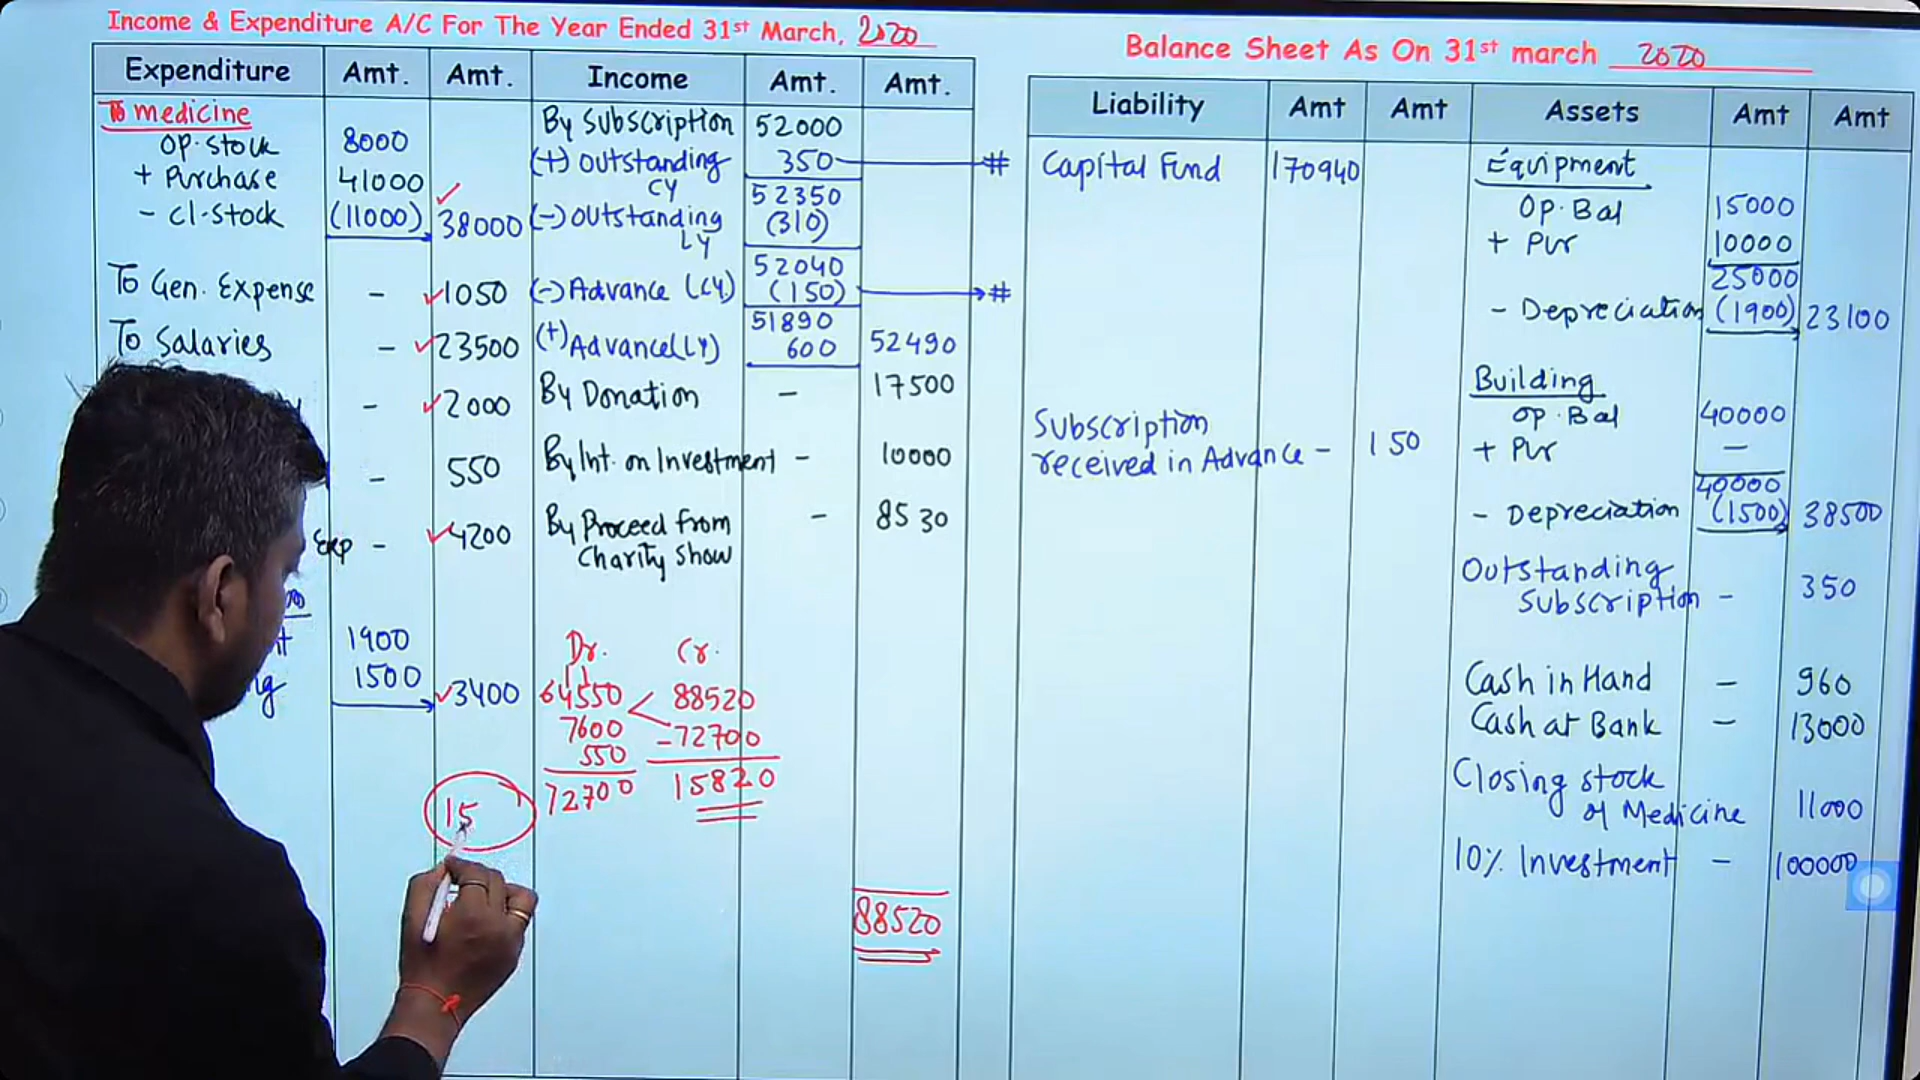 Income & Expenditure A/C For The Year Ended 31st March, 2020
Expenditure Amt. Amt. Income Amt. Amt.
To medicine
Op. Stock 8000
+ Purchase 41000
- Cl-Stock (11000) 38000
To Gen. Expense - 1050
To Salaries - 23500
- 2000
- 550
Exp - 4200
1900
1500 3400
15
By Subscription 52000
(+) Outstanding 350 #
CY 52350
(-) Outstanding (310)
LY
52040
(-) Advance (CY.) (150) #
51890
(+) Advance (LY) 600 52490
By Donation - 17500
By Int. on Investment - 10000
By Proceed from - 8530
Charity Show
Dr. Cr.
64550 88520
7600 -72700
550
72700 15820
88520
Balance Sheet As On 31st march 2020
Liability Amt Amt Assets Amt Amt
Capital Fund 170940
Subscription
received in Advance - 150
Equipment
Op. Bal 15000
+ Pur 10000
25000
- Depreciation (1900) 23100
Building
Op. Bal 40000
+ Pur -
40000
- Depreciation (1500) 38500
Outstanding
Subscription - 350
Cash in Hand - 960
Cash at Bank - 13000
Closing stock
of Medicine 11000
10% Investment - 100000